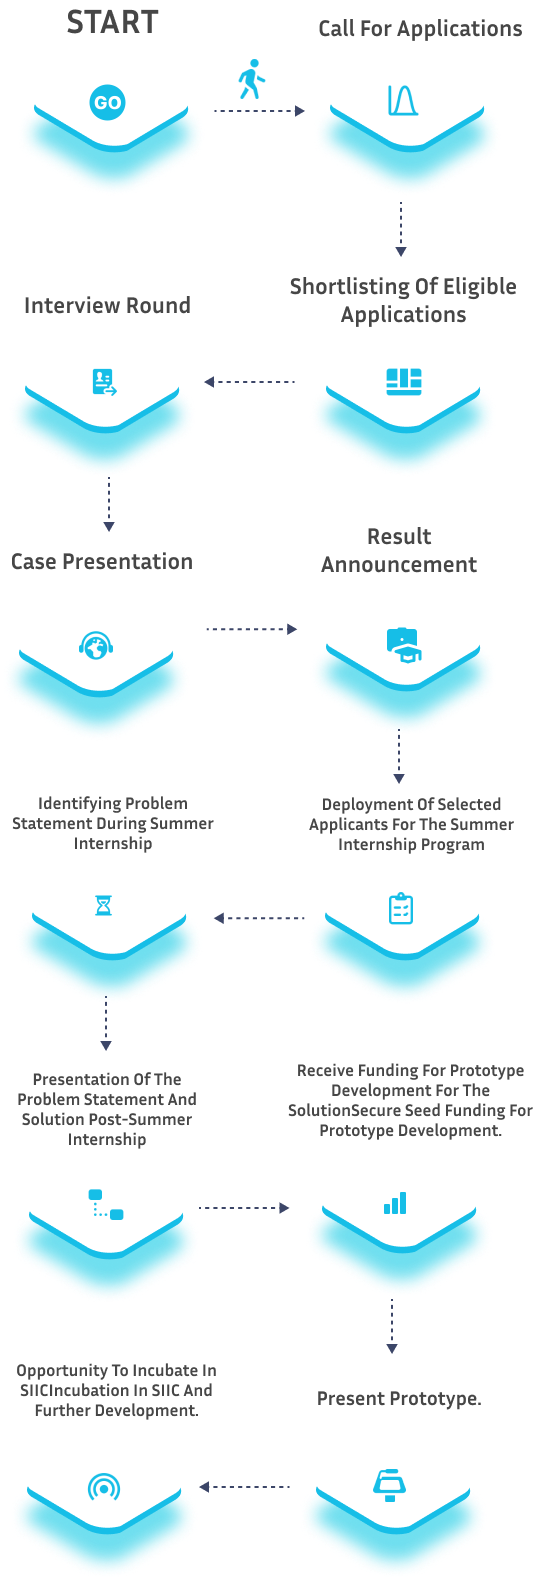 START
GO
Call For Applications
Shortlisting Of Eligible
Applications
Interview Round
Case Presentation
Result
Announcement
Deployment Of Selected
Applicants For The Summer
Internship Program
Identifying Problem
Statement During Summer
Internship
Presentation Of The
Problem Statement And
Solution Post-Summer
Internship
Receive Funding For Prototype
Development For The
SolutionSecure Seed Funding For
Prototype Development.
Present Prototype.
Opportunity To Incubate In
SIICIncubation In SIIC And
Further Development.